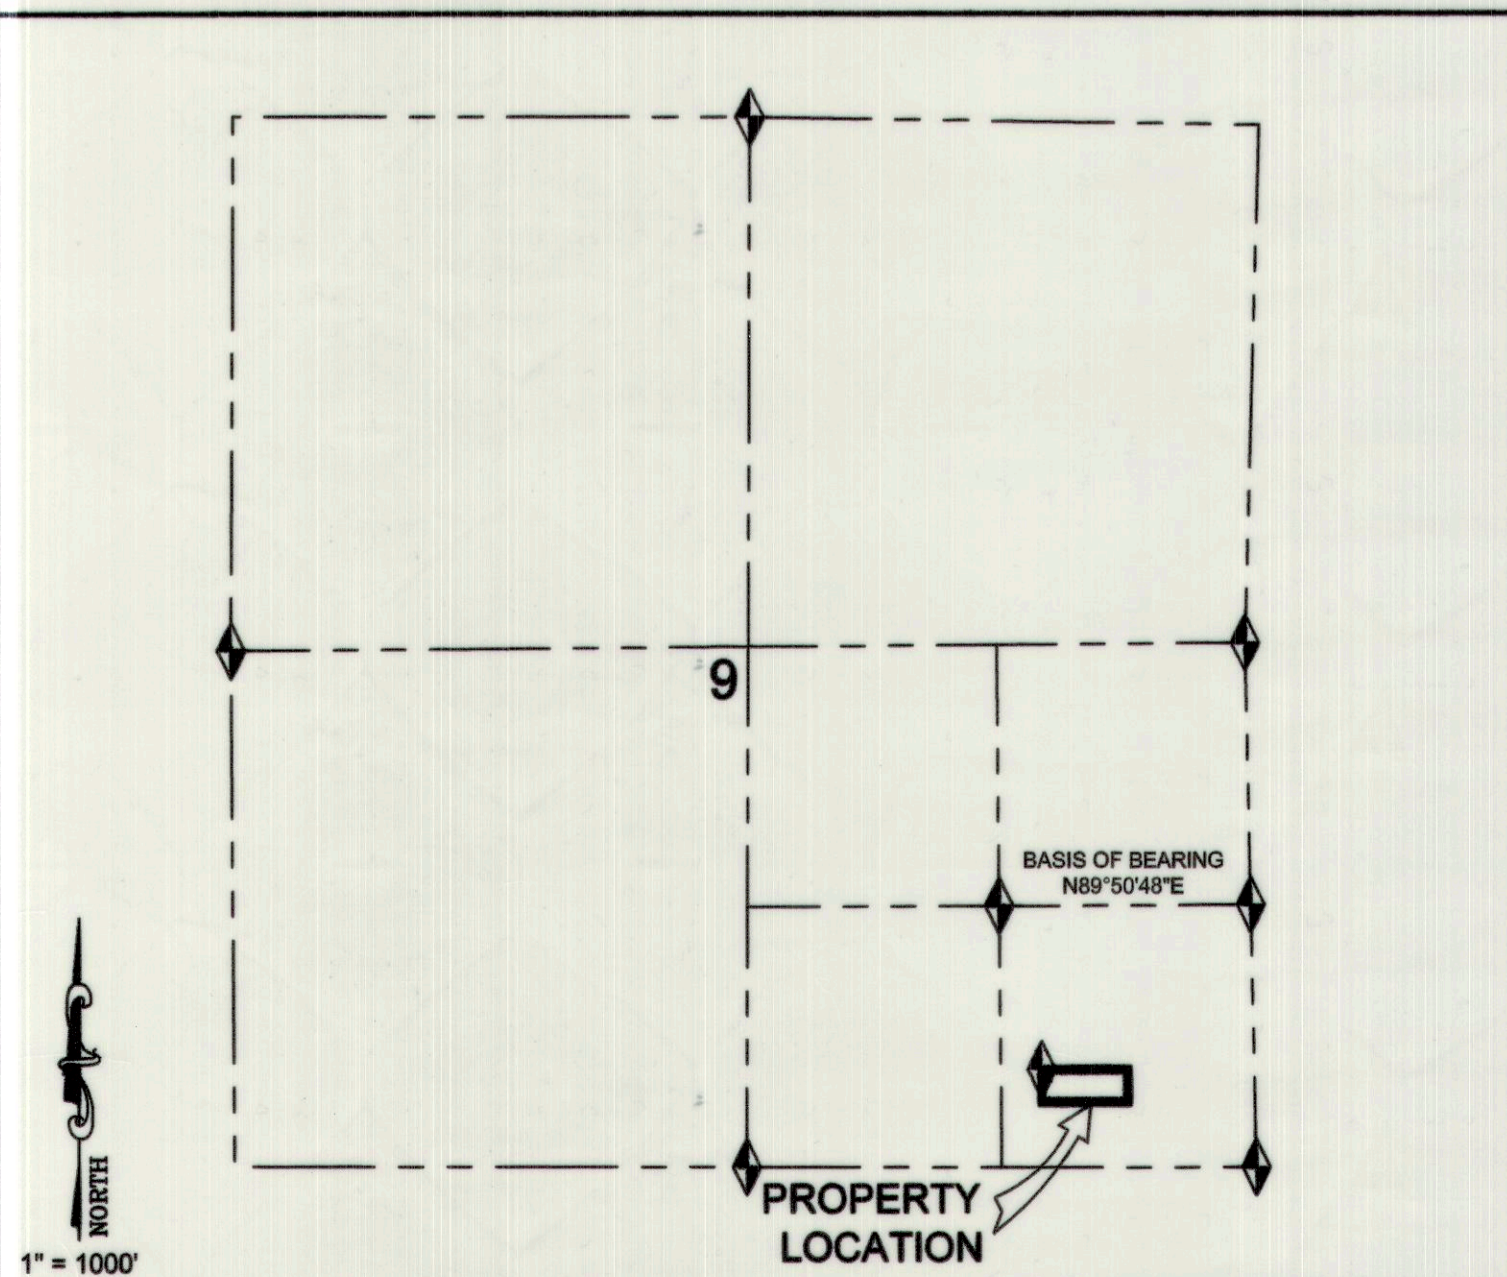 9
BASIS OF BEARING
N89°50'48"E
NORTH
1" = 1000'
PROPERTY
LOCATION